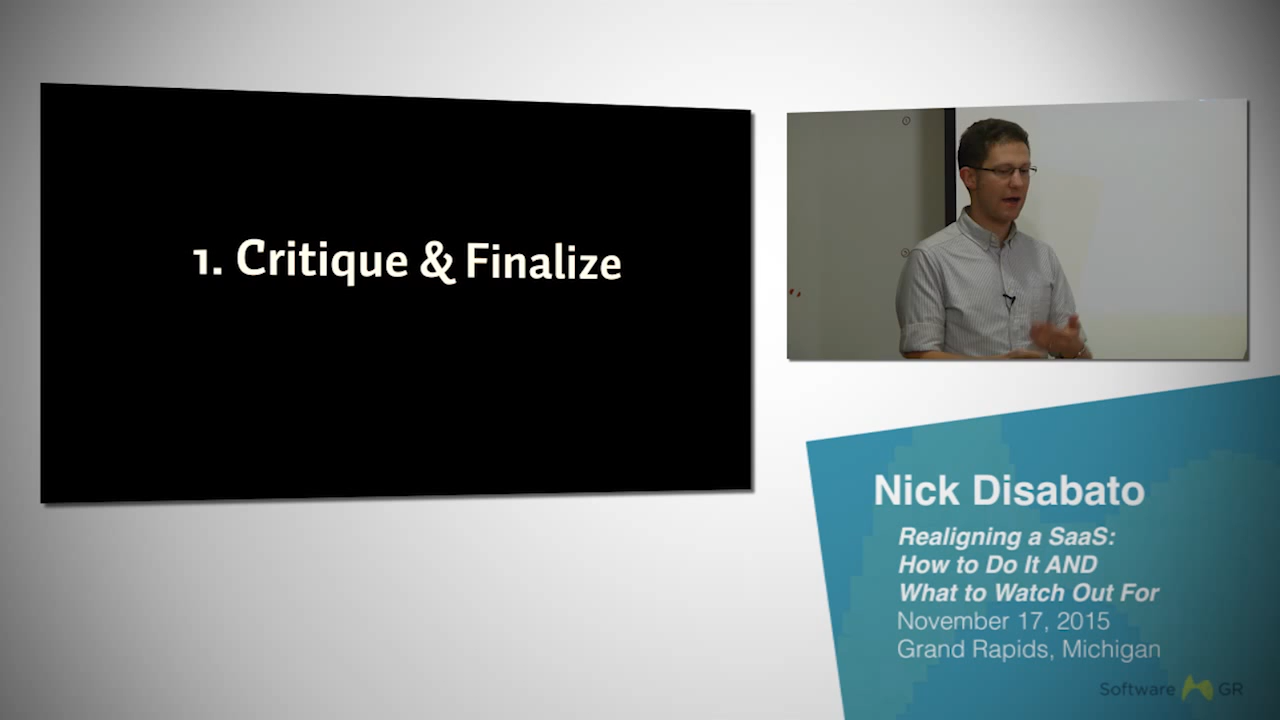 1. Critique & Finalize
Nick Disabato
Realigning a SaaS:
How to Do It AND
What to Watch Out For
November 17, 2015
Grand Rapids, Michigan
Software GR